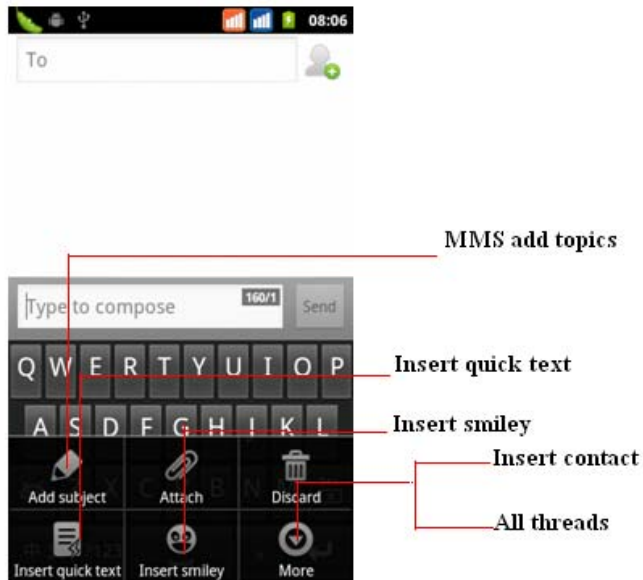 08:06
To
MMS add topics
Type to compose
160/1
Send
Q W E R T Y U I O P
Insert quick text
A S D F G H J K L
Insert smiley
Insert contact
Add subject
Attach
Discard
All threads
Insert quick text
Insert smiley
More